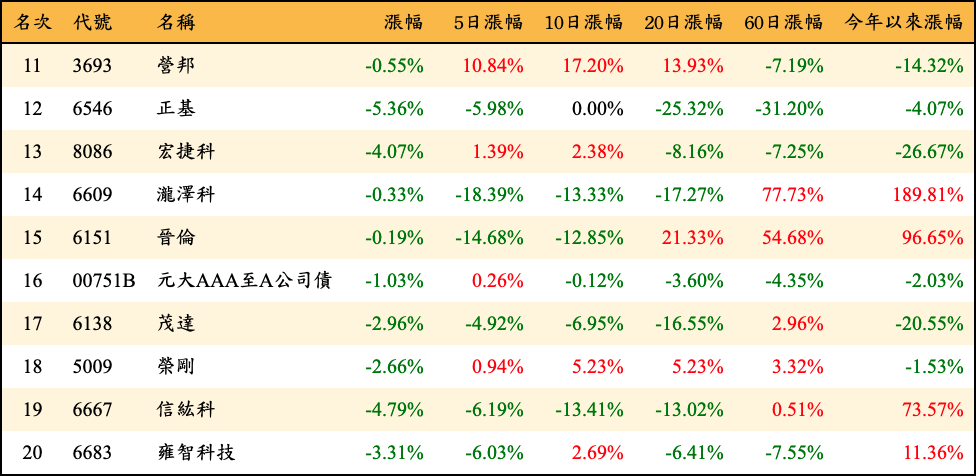 名次 代號 名稱 漲幅 5日漲幅 10日漲幅 20日漲幅 60日漲幅 今年以來漲幅
11 3693 營邦 -0.55% 10.84% 17.20% 13.93% -7.19% -14.32%
12 6546 正基 -5.36% -5.98% 0.00% -25.32% -31.20% -4.07%
13 8086 宏捷科 -4.07% 1.39% 2.38% -8.16% -7.25% -26.67%
14 6609 瀧澤科 -0.33% -18.39% -13.33% -17.27% 77.73% 189.81%
15 6151 晉倫 -0.19% -14.68% -12.85% 21.33% 54.68% 96.65%
16 00751B 元大AAA至A公司債 -1.03% 0.26% -0.12% -3.60% -4.35% -2.03%
17 6138 茂達 -2.96% -4.92% -6.95% -16.55% 2.96% -20.55%
18 5009 榮剛 -2.66% 0.94% 5.23% 5.23% 3.32% -1.53%
19 6667 信紘科 -4.79% -6.19% -13.41% -13.02% 0.51% 73.57%
20 6683 雍智科技 -3.31% -6.03% 2.69% -6.41% -7.55% 11.36%